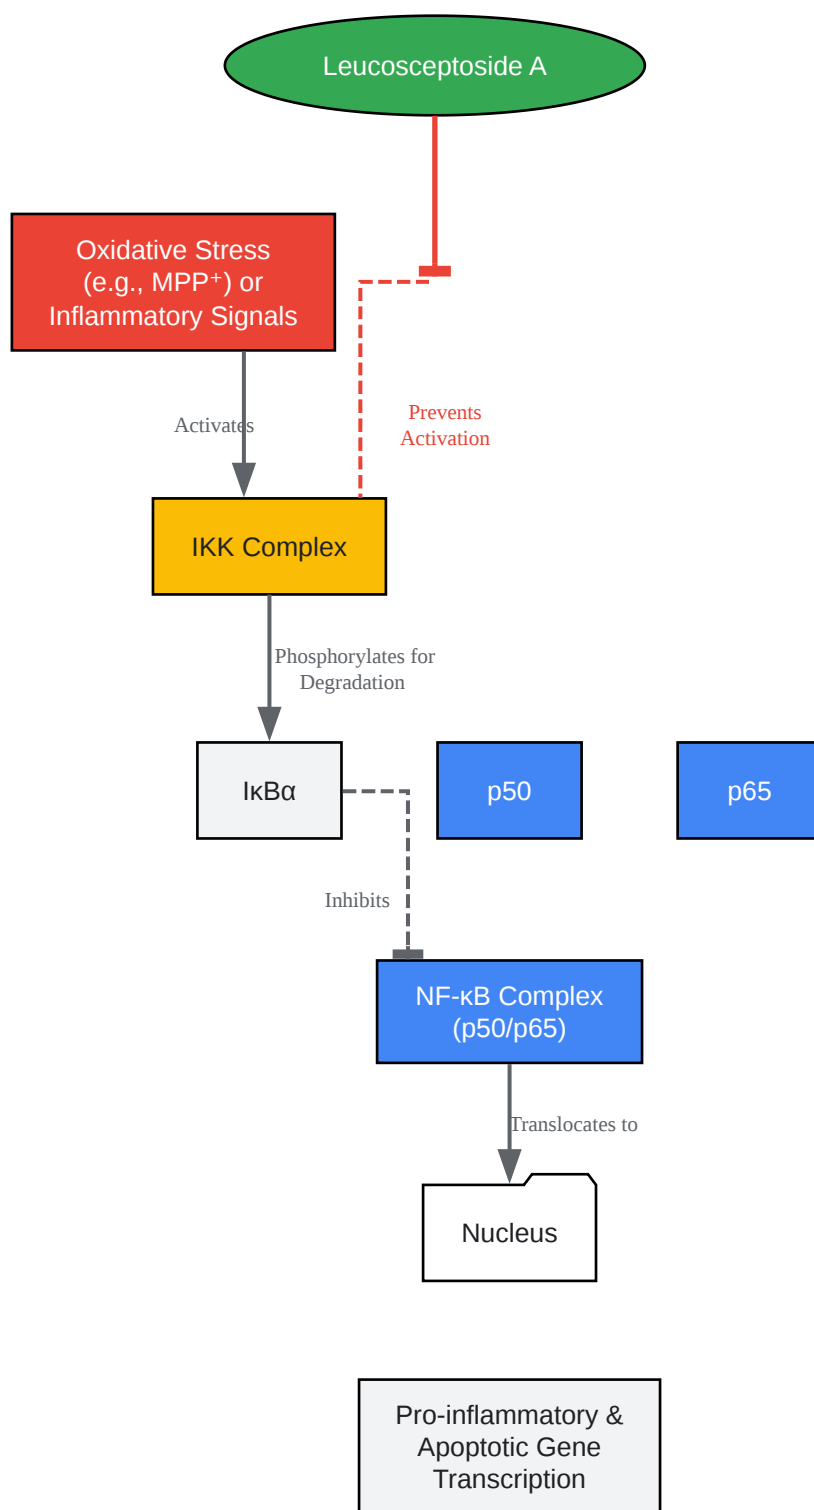 Leucosceptoside A
Oxidative Stress
(e.g., MPP⁺) or
Inflammatory Signals
Activates
Prevents
Activation
IKK Complex
Phosphorylates for
Degradation
IκBα
p50
p65
Inhibits
NF-κB Complex
(p50/p65)
Translocates to
Nucleus
Pro-inflammatory &
Apoptotic Gene
Transcription